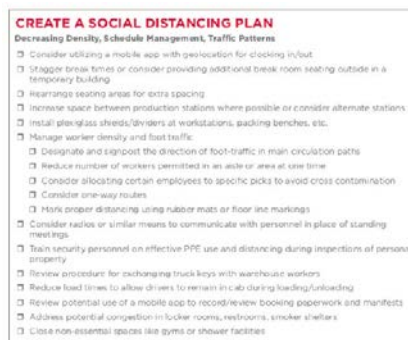 CREATE A SOCIAL DISTANCING PLAN
Decreasing Density, Schedule Management, Traffic Patterns
Consider utilizing a mobile app with geolocation for clocking in/out
Stagger break times or consider providing additional break room seating outside in a
temporary building
Rearrange seating areas for extra spacing
Increase space between production stations where possible or consider alternate stations
Install plexiglass shields/dividers at workstations, packing benches, etc.
Manage worker density and foot traffic
Designate and signpost the direction of foot-traffic in main circulation paths
Reduce number of workers permitted in an aisle or area at one time
Consider allocating certain employees to specific picks to avoid cross contamination
Consider one-way routes
Mark proper distancing using rubber mats or floor line markings
Consider radios or similar means to communicate with personnel in place of standing
meetings
Train security personnel on effective PPE use and distancing during inspections of persona
property
Review procedure for exchanging truck keys with warehouse workers
Reduce load times to allow drivers to remain in cab during loading/unloading
Review potential use of a mobile app to record/review booking paperwork and manifests
Address potential congestion in locker rooms, restrooms, smoker shelters
Close non-essential spaces like gyms or shower facilities